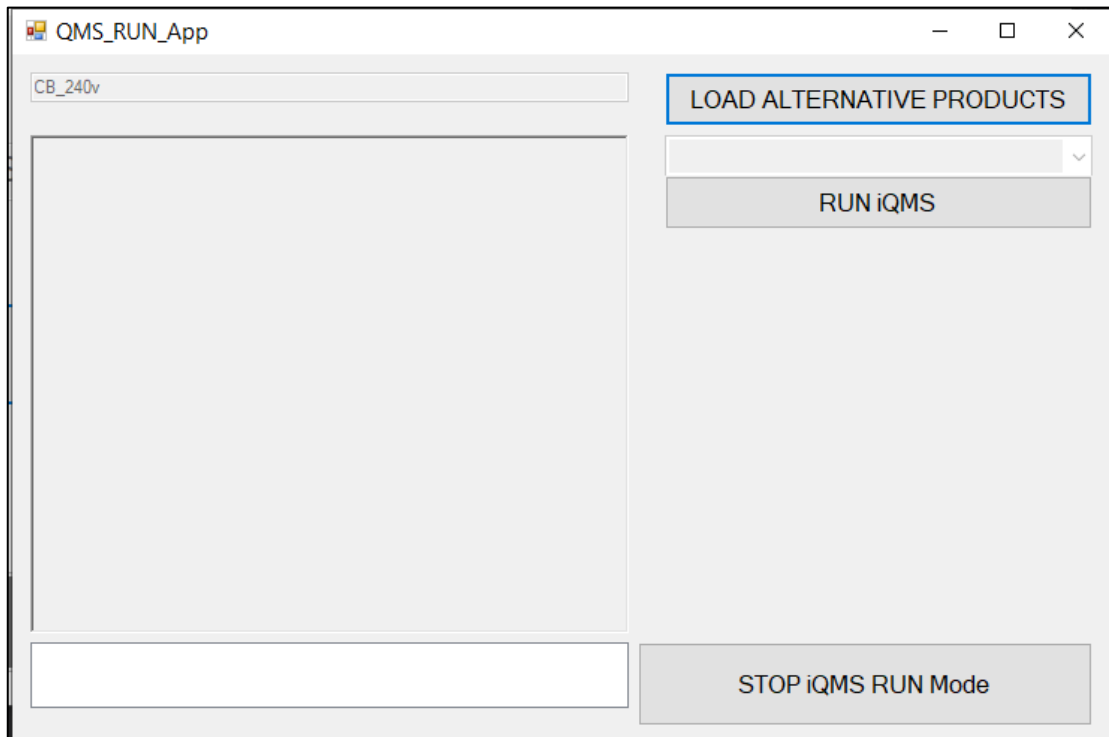 QMS_RUN_App
CB_240v
LOAD ALTERNATIVE PRODUCTS
RUN iQMS
STOP iQMS RUN Mode